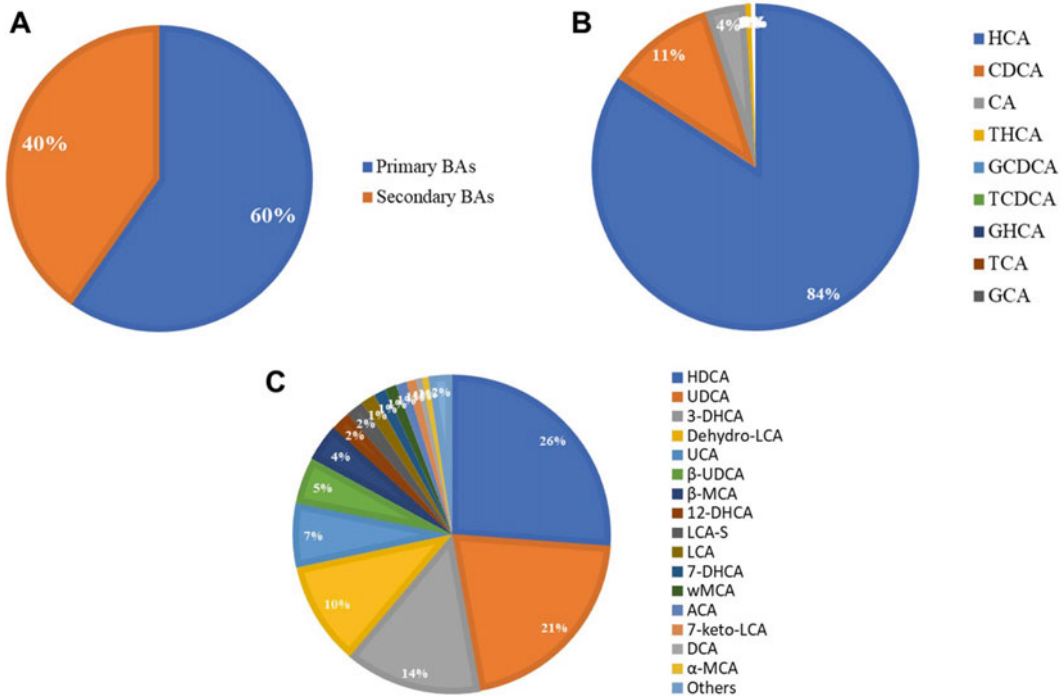 A
40%
60%
Primary BAs
Secondary BAs
B
4%
11%
84%
HCA
CDCA
CA
THCA
GCDCA
TCDCA
GHCA
TCA
GCA
C
26%
21%
14%
10%
7%
5%
4%
2%
2%
1%
2%
HDCA
UDCA
3-DHCA
Dehydro-LCA
UCA
β-UDCA
β-MCA
12-DHCA
LCA-S
LCA
7-DHCA
wMCA
ACA
7-keto-LCA
DCA
α-MCA
Others